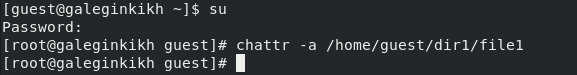 [guest@galeginkikh ~]$ su
Password:
[root@galeginkikh guest]# chattr -a /home/guest/dir1/file1
[root@galeginkikh guest]#